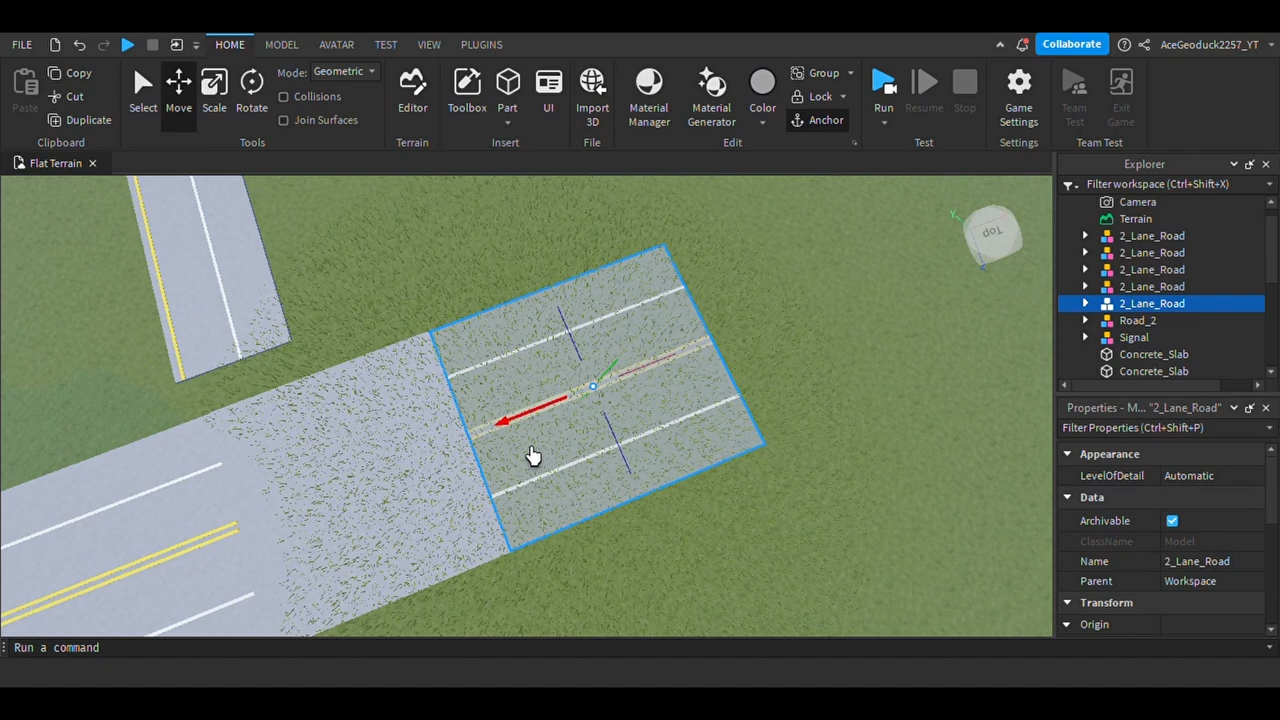 FILE HOME MODEL AVATAR TEST VIEW PLUGINS Collaborate AceGeoduck2257_YT
Paste Copy Cut Duplicate
Clipboard
Select Move Scale Rotate
Mode: Geometric
Collisions
Join Surfaces
Tools
Editor
Terrain
Toolbox Part UI
Insert
Import 3D
File
Material Manager Material Generator Color
Group
Lock
Anchor
Edit
Run Resume Stop
Test
Game Settings
Settings
Team Test Exit Game
Team Test
Flat Terrain
Top
Y
Explorer
Filter workspace (Ctrl+Shift+X)
Camera
Terrain
2_Lane_Road
2_Lane_Road
2_Lane_Road
2_Lane_Road
2_Lane_Road
Road_2
Signal
Concrete_Slab
Concrete_Slab
Properties - M... "2_Lane_Road"
Filter Properties (Ctrl+Shift+P)
Appearance
LevelOfDetail Automatic
Data
Archivable
ClassName Model
Name 2_Lane_Road
Parent Workspace
Transform
Origin
Run a command